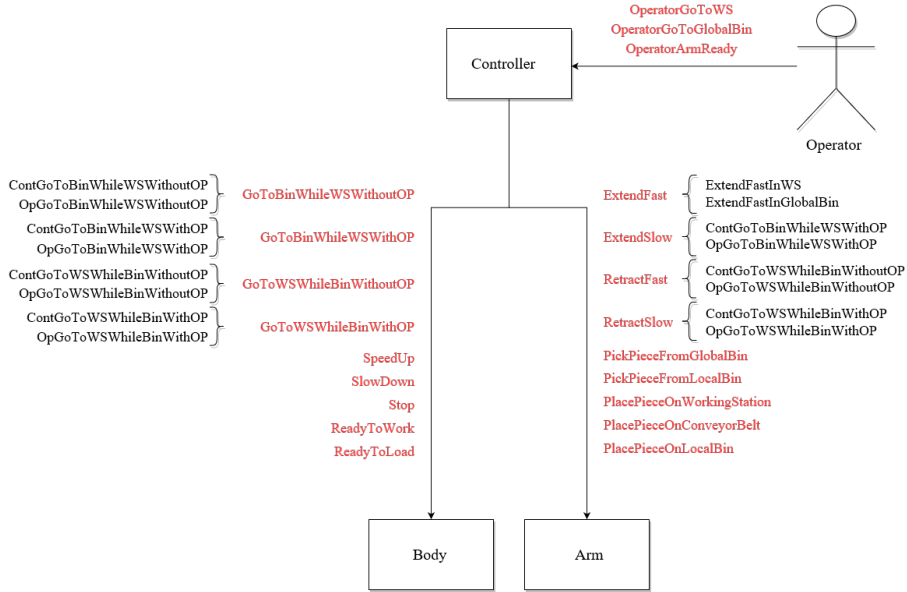 OperatorGoToWS
OperatorGoToGlobalBin
OperatorArmReady
Controller
Operator
ContGoToBinWhileWSWithoutOP
OpGoToBinWhileWSWithoutOP
GoToBinWhileWSWithoutOP
ContGoToBinWhileWSWithOP
OpGoToBinWhileWSWithOP
GoToBinWhileWSWithOP
ContGoToWSWhileBinWithoutOP
OpGoToWSWhileBinWithoutOP
GoToWSWhileBinWithoutOP
ContGoToWSWhileBinWithOP
OpGoToWSWhileBinWithOP
GoToWSWhileBinWithOP
SpeedUp
SlowDown
Stop
ReadyToWork
ReadyToLoad
ExtendFast
ExtendFastInWS
ExtendFastInGlobalBin
ExtendSlow
ContGoToBinWhileWSWithOP
OpGoToBinWhileWSWithOP
RetractFast
ContGoToWSWhileBinWithoutOP
OpGoToWSWhileBinWithoutOP
RetractSlow
ContGoToWSWhileBinWithOP
OpGoToWSWhileBinWithOP
PickPieceFromGlobalBin
PickPieceFromLocalBin
PlacePieceOnWorkingStation
PlacePieceOnConveyorBelt
PlacePieceOnLocalBin
Body
Arm